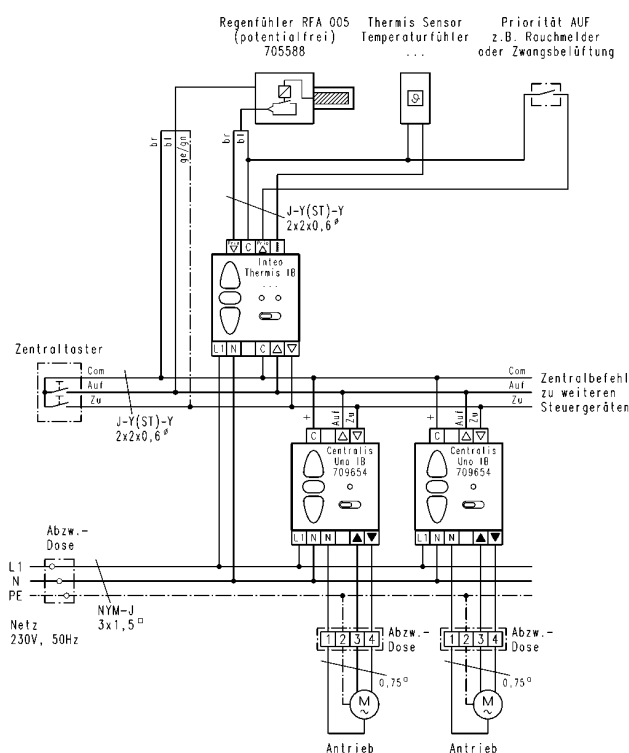 Regenfühler RFA 005
(potentialfrei)
705588
Thermis Sensor
Temperaturfühler
...
Priorität AUF
z.B. Rauchmelder
oder Zwangsbelüftung
br
bl
ge/gn
br
bl
J-Y(ST)-Y
2x2x0,6ø
Prio C Prio
Inteo
Thermis IB
...
L1 N C
Zentraltaster
Com
Auf
Zu
J-Y(ST)-Y
2x2x0,6ø
Com
Auf
Zu
Zentralbefehl
zu weiteren
Steuergeräten
+ Auf Zu
+ Auf Zu
C
C
Centralis
Uno IB
709654
Centralis
Uno IB
709654
L1 N N
L1 N N
Abzw.-
Dose
L1
N
PE
Netz
230V, 50Hz
NYM-J
3x1,5□
1 2 3 4
Abzw.-
Dose
1 2 3 4
Abzw.-
Dose
0,75□
0,75□
M
~
M
~
Antrieb
Antrieb